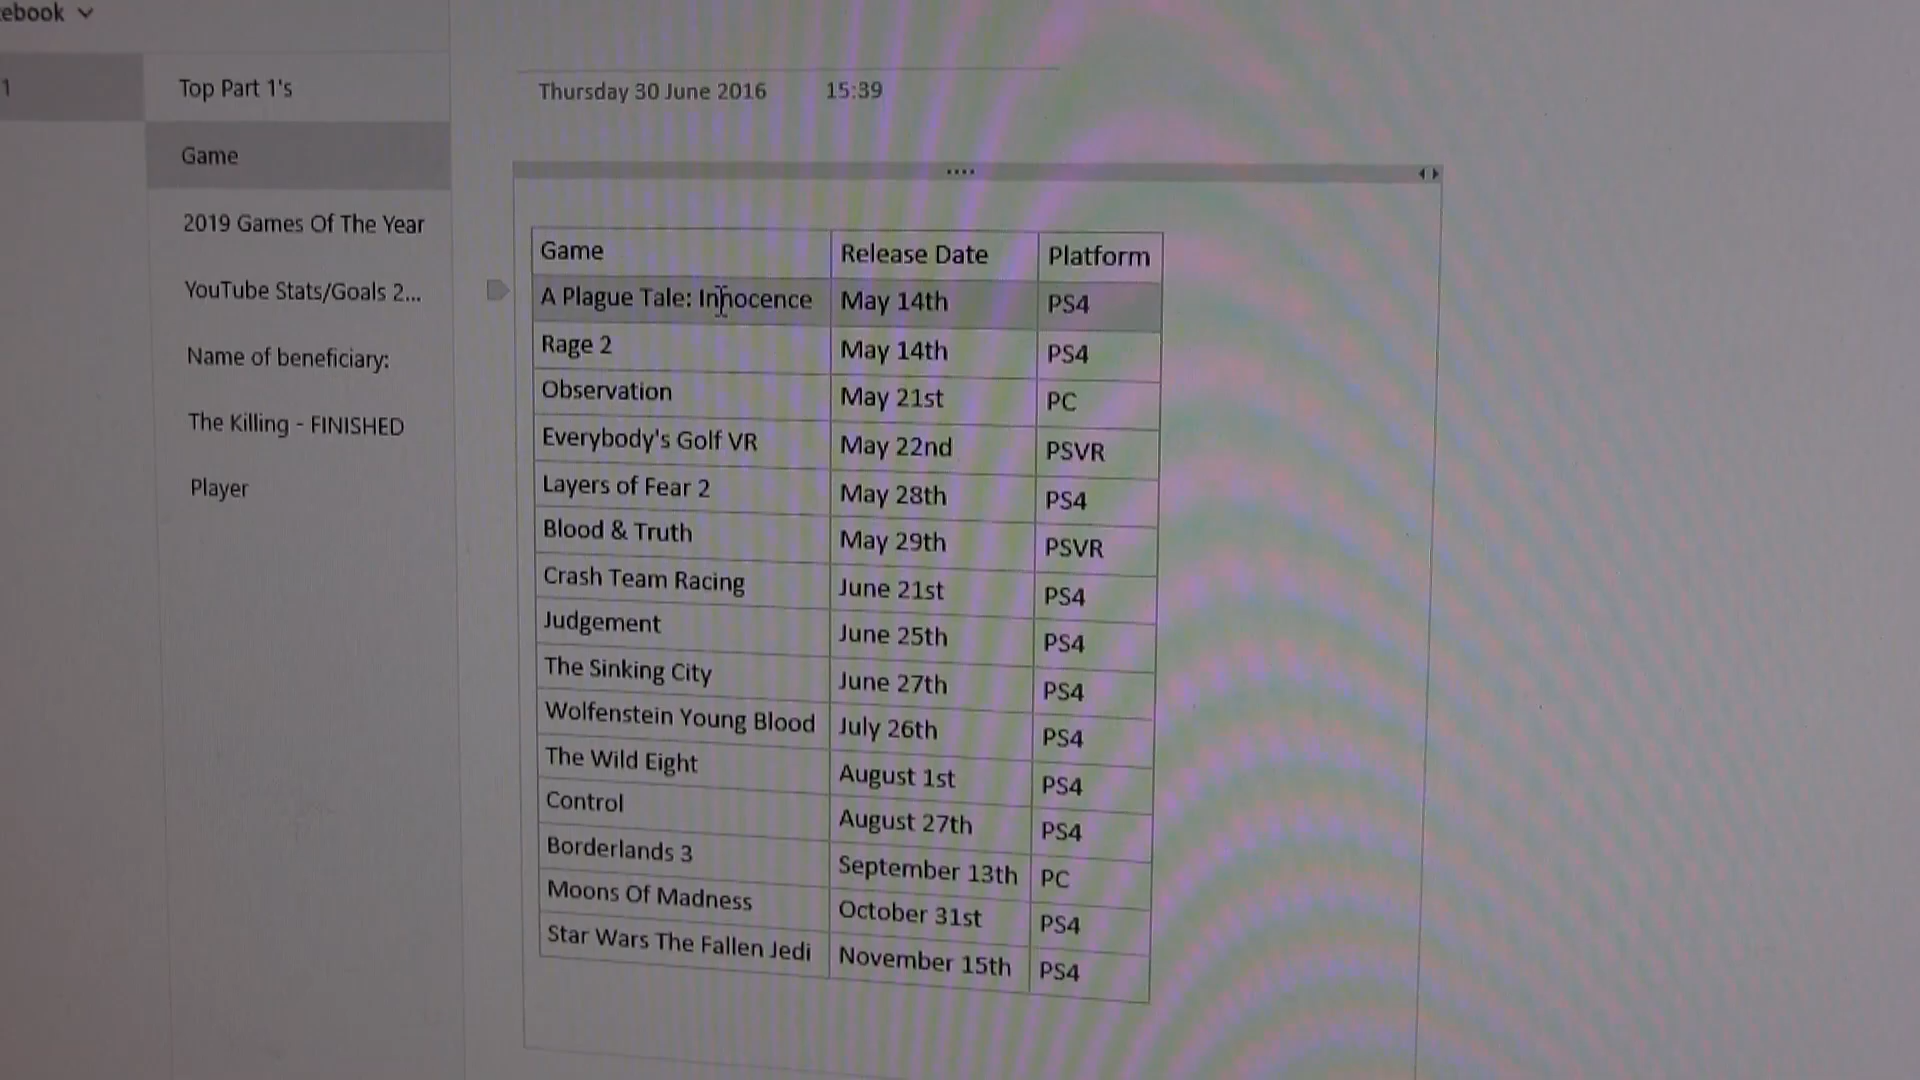 ebook
1
Top Part 1's
Game
2019 Games Of The Year
YouTube Stats/Goals 2...
Name of beneficiary:
The Killing - FINISHED
Player
Thursday 30 June 2016 15:39
Game Release Date Platform
A Plague Tale: Innocence May 14th PS4
Rage 2 May 14th PS4
Observation May 21st PC
Everybody's Golf VR May 22nd PSVR
Layers of Fear 2 May 28th PS4
Blood & Truth May 29th PSVR
Crash Team Racing June 21st PS4
Judgement June 25th PS4
The Sinking City June 27th PS4
Wolfenstein Young Blood July 26th PS4
The Wild Eight August 1st PS4
Control August 27th PS4
Borderlands 3 September 13th PC
Moons Of Madness October 31st PS4
Star Wars The Fallen Jedi November 15th PS4